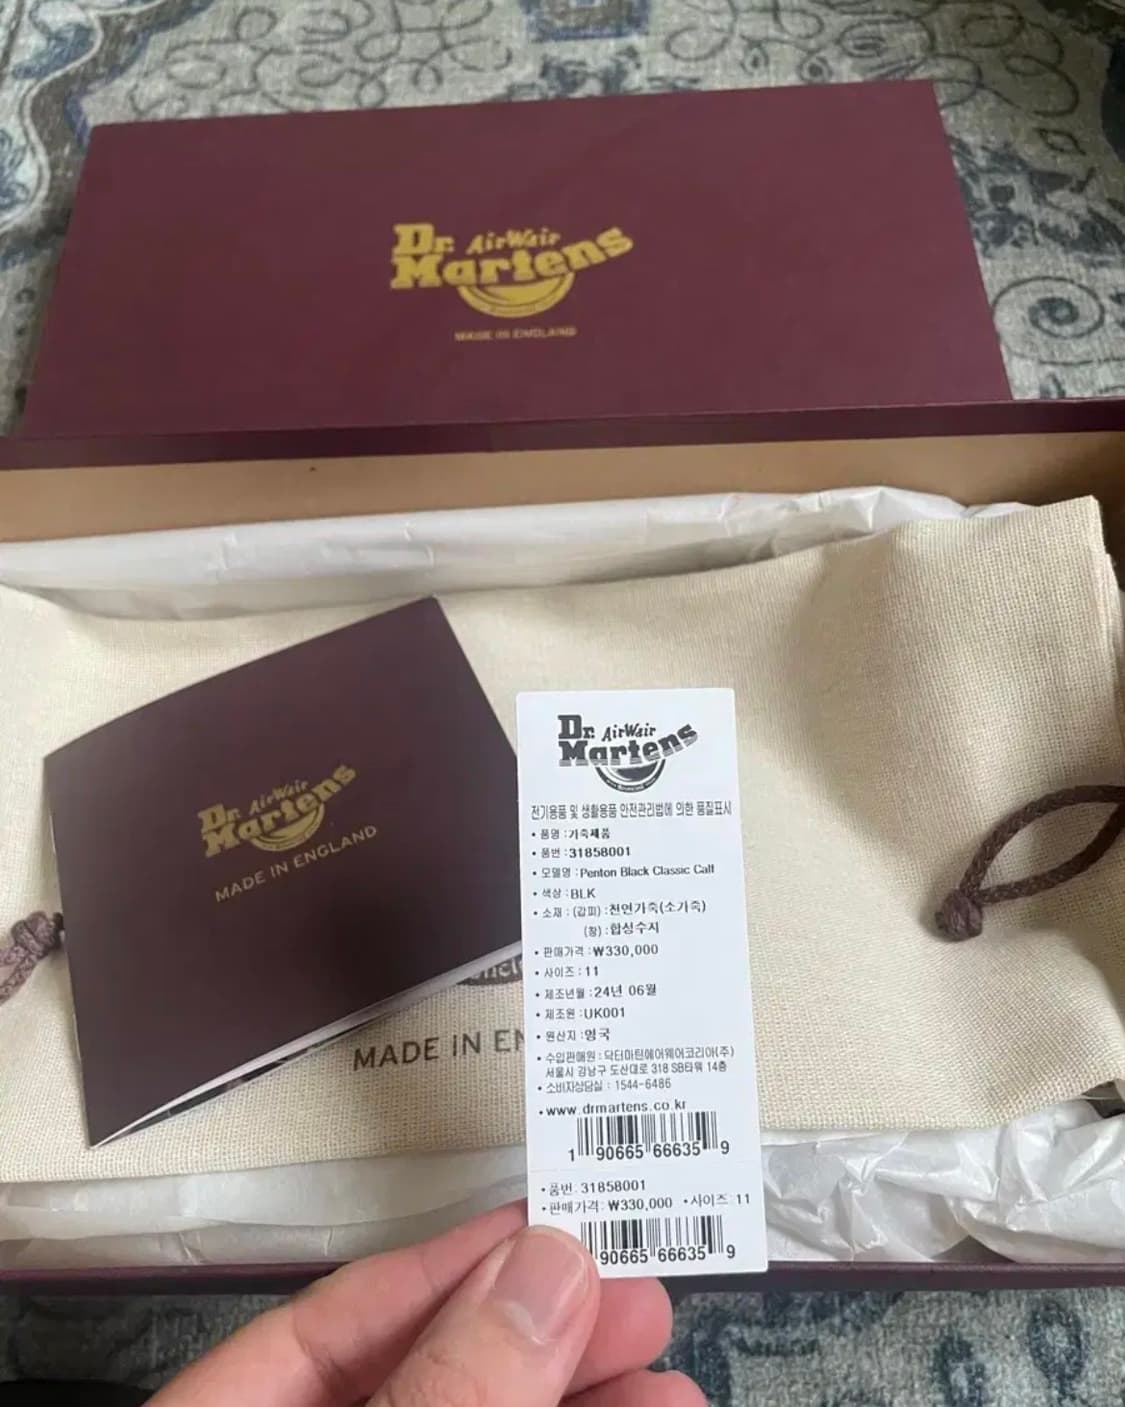 Dr. AirWair
Martens
MADE IN ENGLAND
Dr. AirWair
Martens
MADE IN ENGLAND
MADE IN EN
Dr. AirWair
Martens
전기용품 및 생활용품 안전관리법에 의한 품질표시
• 품명 : 가죽제품
• 품번 : 31858001
• 모델명 : Penton Black Classic Calf
• 색상 : BLK
• 소재 : (갑피) : 천연가죽(소가죽)
(창) : 합성수지
• 판매가격 : ₩330,000
• 사이즈 : 11
• 제조년월 : 24년 06월
• 제조원 : UK001
• 원산지 : 영국
• 수입판매원 : 닥터마틴에어웨어코리아(주)
서울시 강남구 도산대로 318 SB타워 14층
• 소비자상담실 : 1544-6486
• www.drmartens.co.kr
1 90665 66635 9
• 품번: 31858001
• 판매가격: ₩330,000 • 사이즈: 11
90665 66635 9